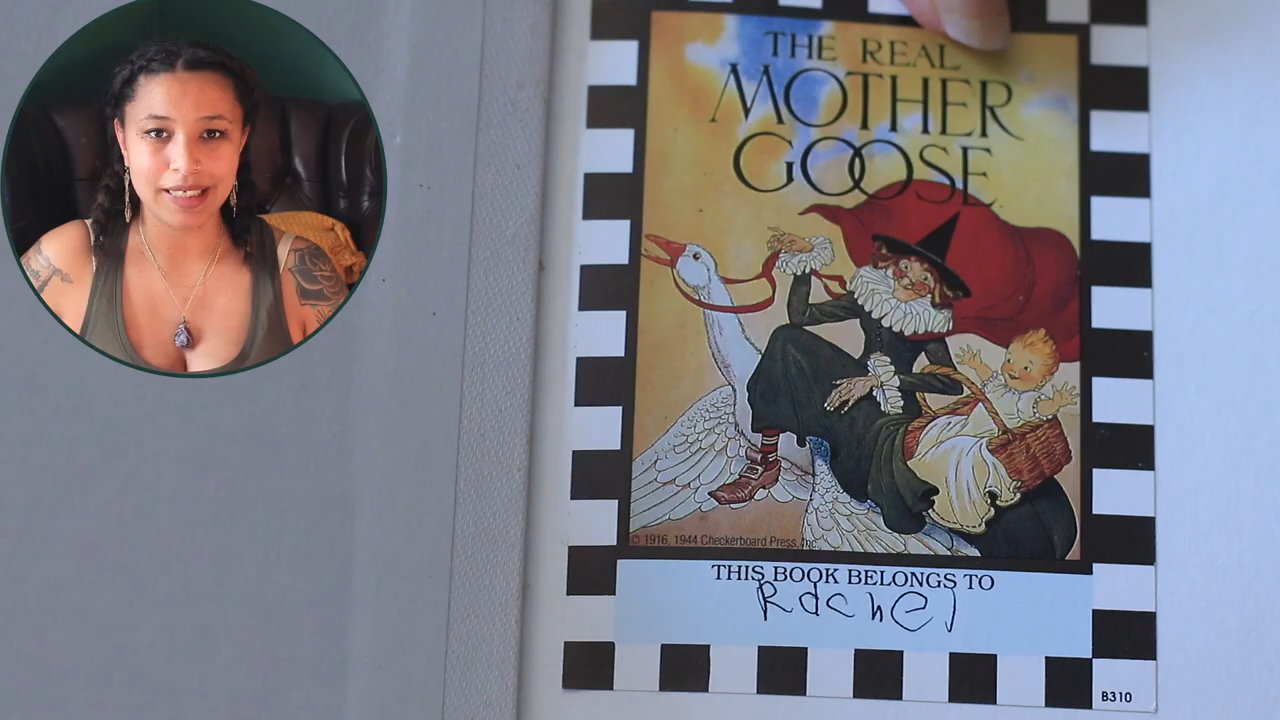 THE REAL
MOTHER
GOOSE
© 1916, 1944 Checkerboard Press, Inc.
THIS BOOK BELONGS TO
Rachel
B310